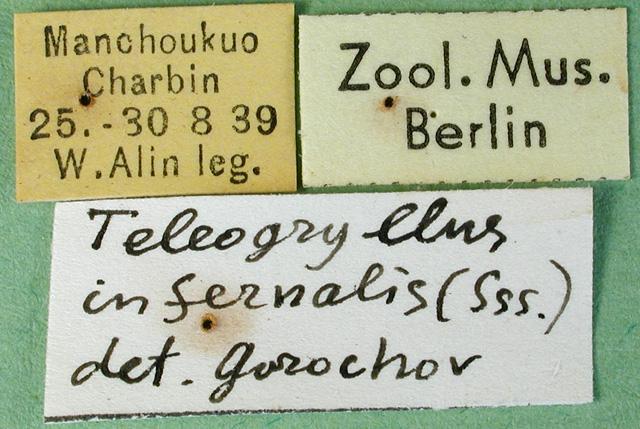 Manchoukuo
Charbin
25.-30 8 39
W.Alin leg.
Zool. Mus.
Berlin
Teleogryllus
infernalis (Sss.)
det. Gorochov